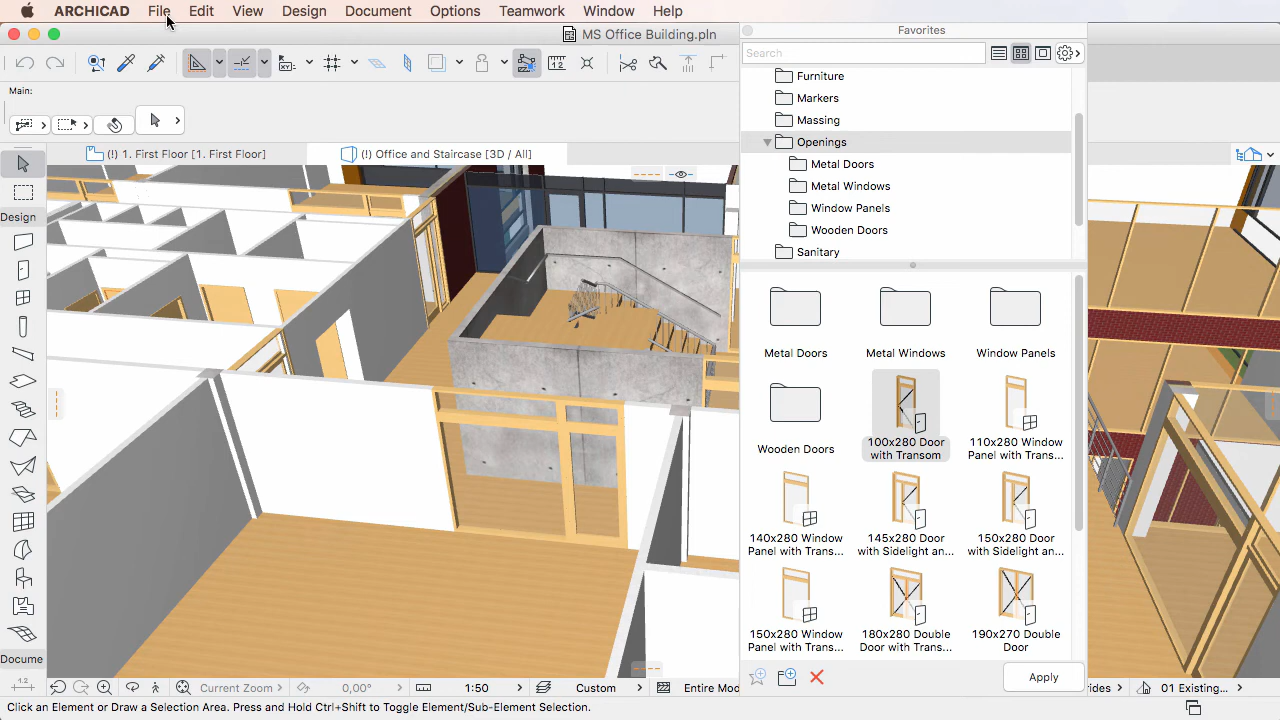 ARCHICAD File Edit View Design Document Options Teamwork Window Help
MS Office Building.pln
Favorites
Search
Main:
(!) 1. First Floor [1. First Floor]
(!) Office and Staircase [3D / All]
Furniture
Markers
Massing
Openings
Metal Doors
Metal Windows
Window Panels
Wooden Doors
Sanitary
Design
Metal Doors
Metal Windows
Window Panels
Wooden Doors
100x280 Door
with Transom
110x280 Window
Panel with Trans...
140x280 Window
Panel with Trans...
145x280 Door
with Sidelight an...
150x280 Door
with Sidelight an...
150x280 Window
Panel with Trans...
180x280 Double
Door with Trans...
190x270 Double
Door
Apply
Docume
1.2
Current Zoom
0,00°
1:50
Custom
Entire Mod
rides
01 Existing...
Click an Element or Draw a Selection Area. Press and Hold Ctrl+Shift to Toggle Element/Sub-Element Selection.